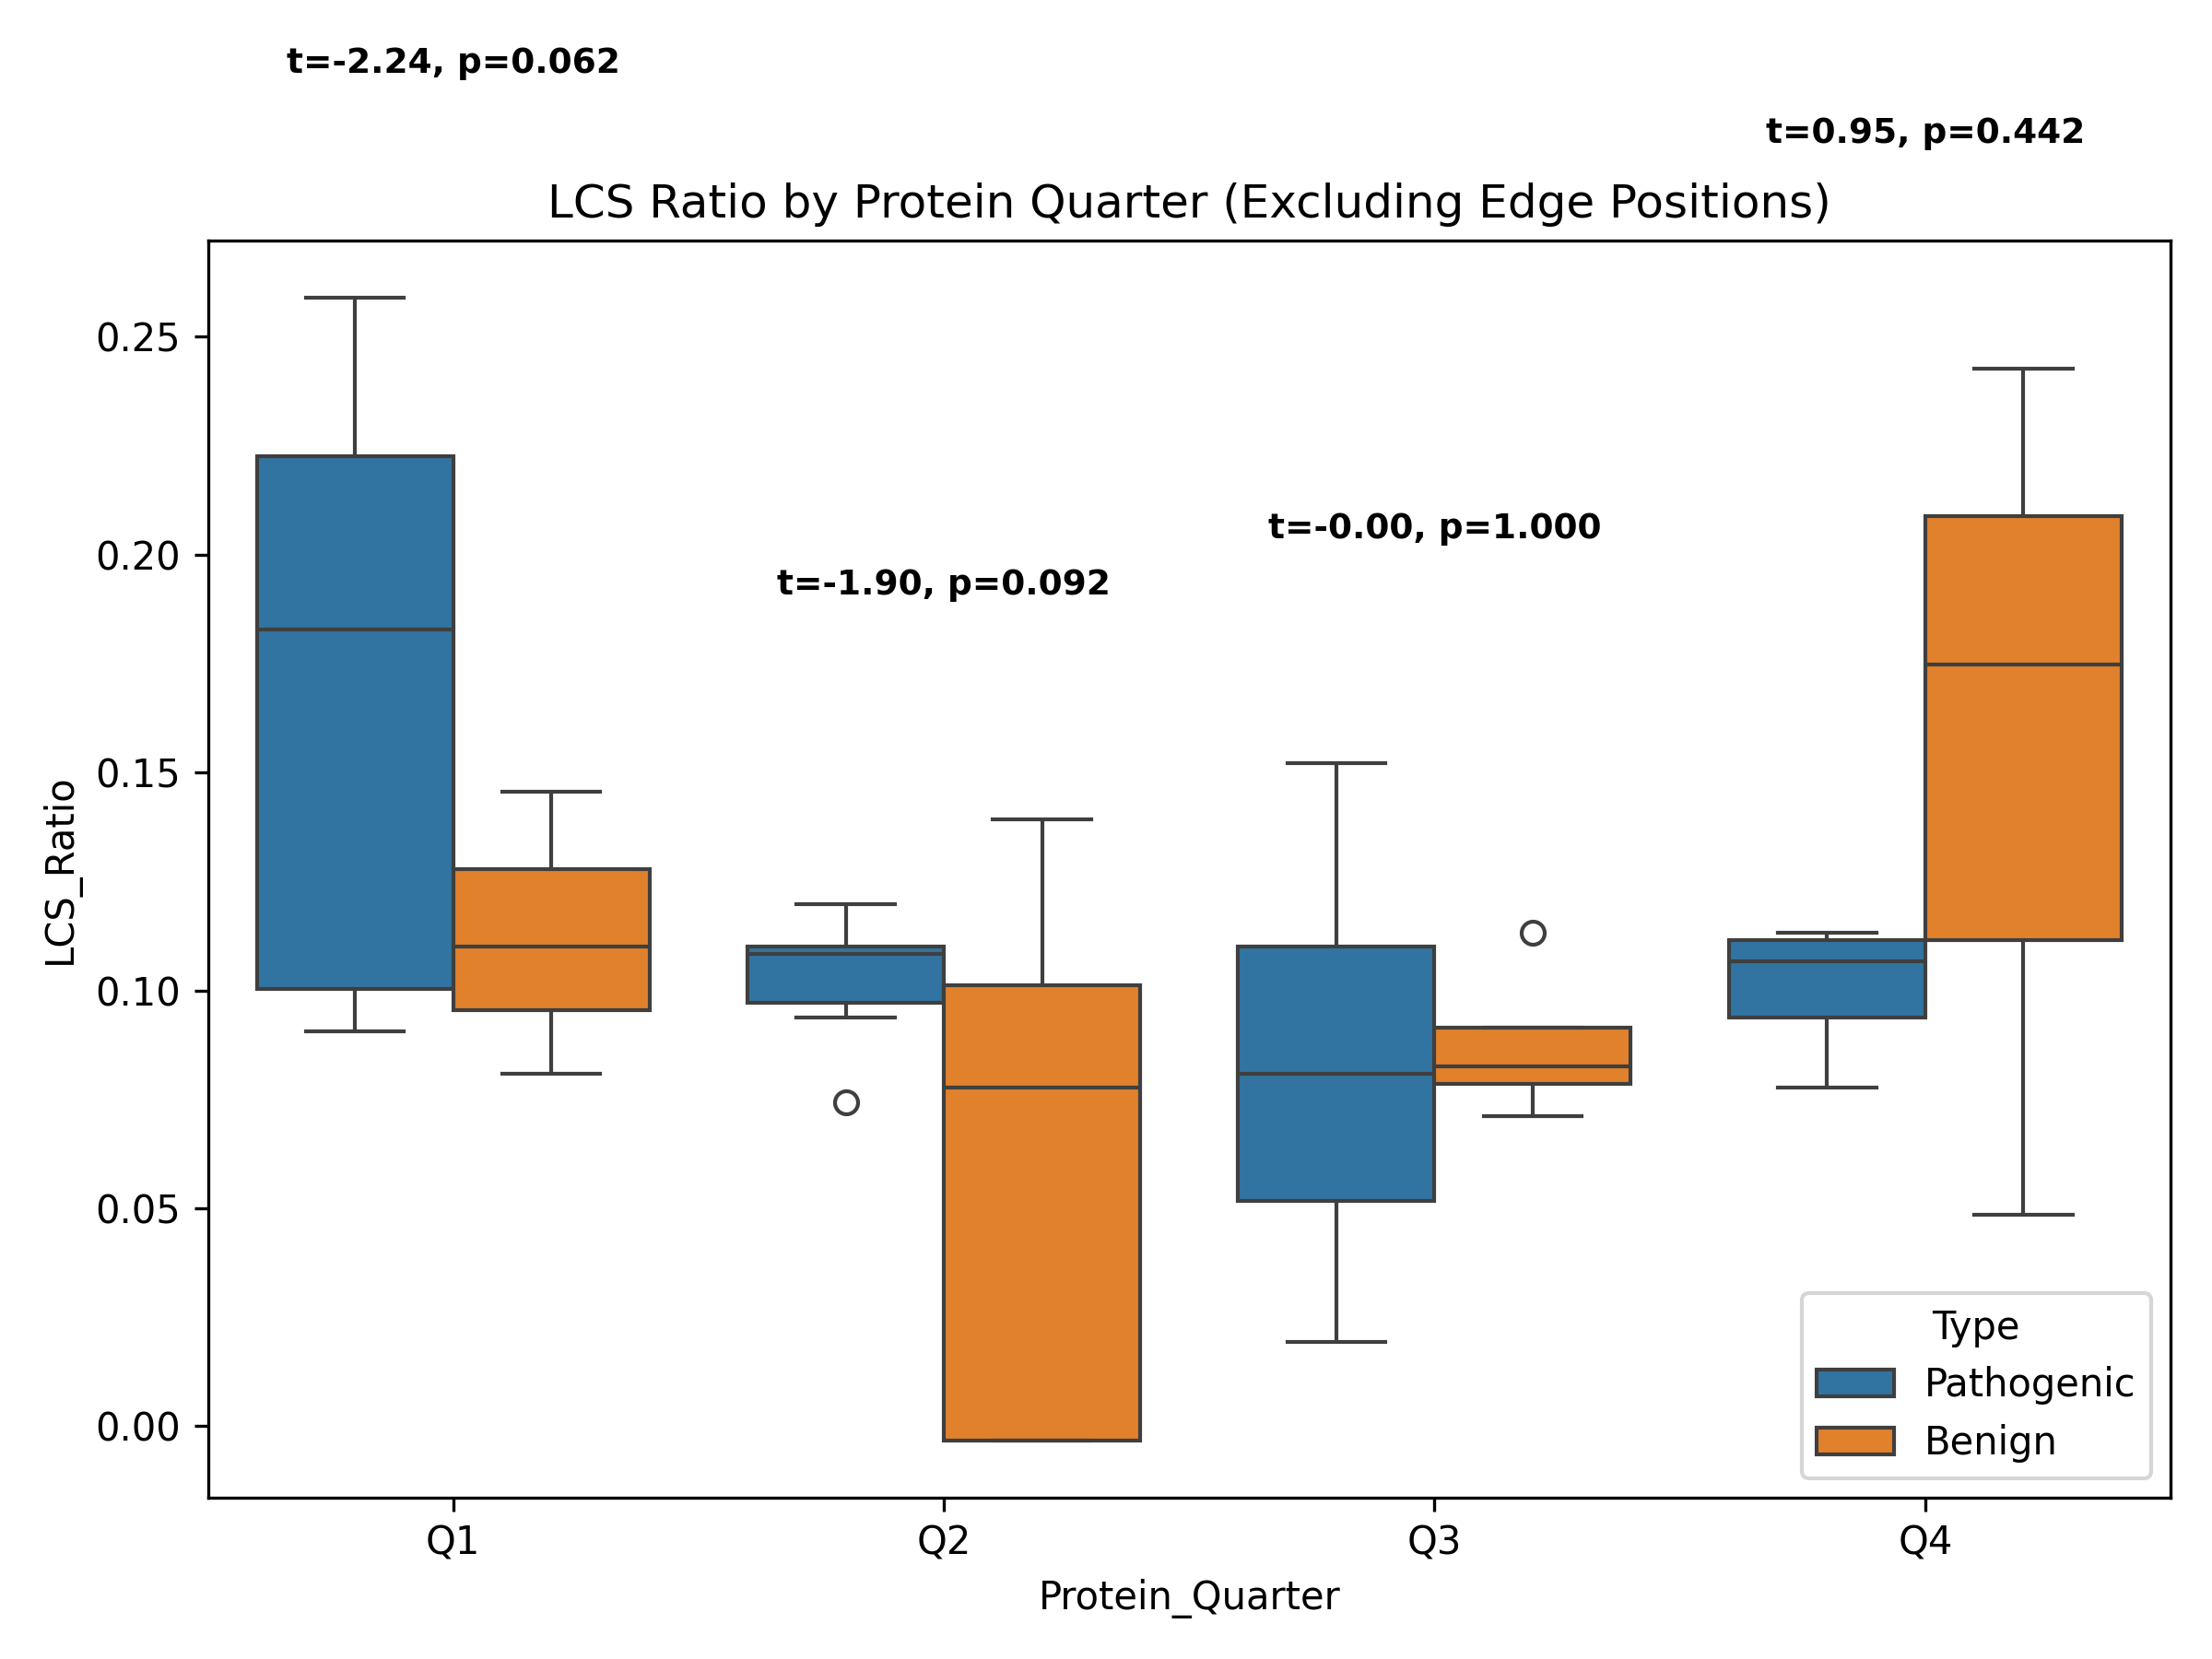 t=-2.24, p=0.062
t=0.95, p=0.442
LCS Ratio by Protein Quarter (Excluding Edge Positions)
t=-0.00, p=1.000
t=-1.90, p=0.092
LCS_Ratio
0.25
0.20
0.15
0.10
0.05
0.00
Q1
Q2
Q3
Q4
Protein_Quarter
Type
Pathogenic
Benign